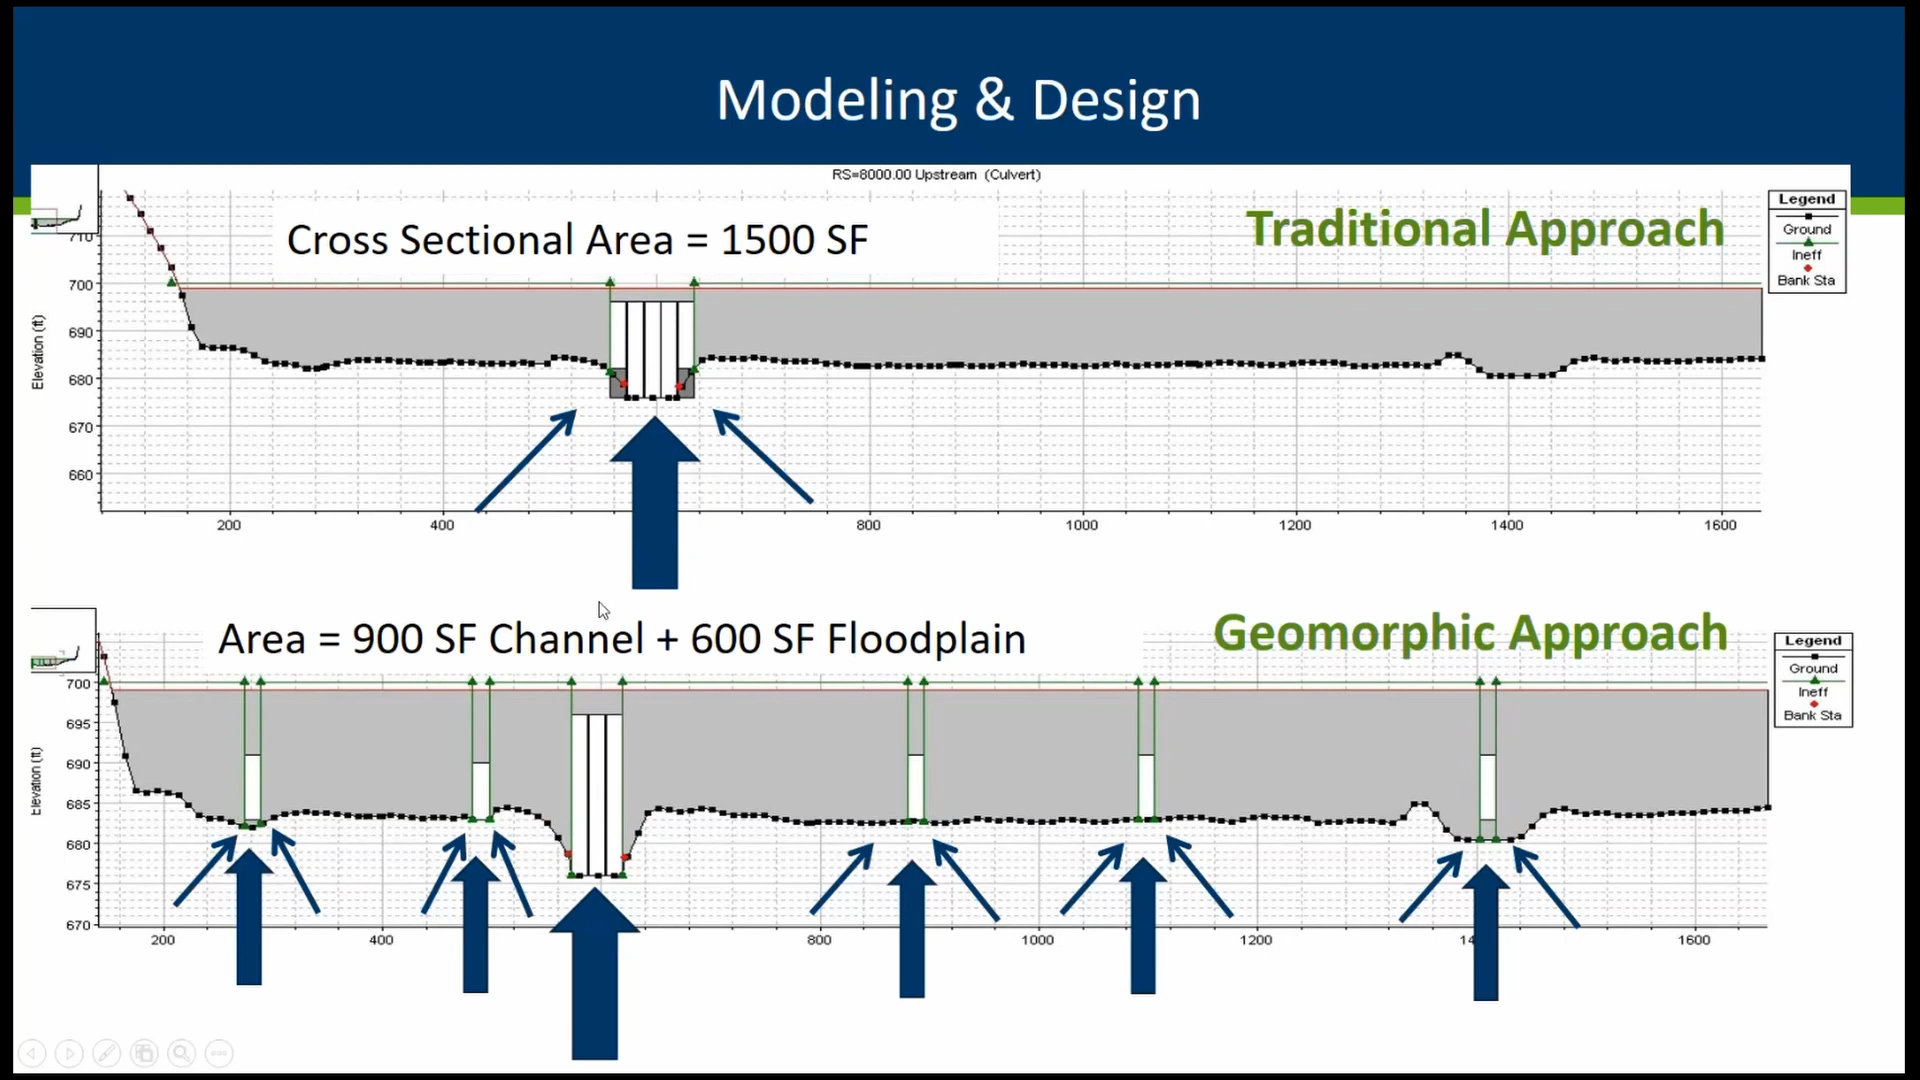 Modeling & Design
RS=8000.00 Upstream (Culvert)
Cross Sectional Area = 1500 SF
Traditional Approach
Legend
Ground
Ineff
Bank Sta
Elevation (ft)
710
700
690
680
670
660
200 400 800 1000 1200 1400 1600
Area = 900 SF Channel + 600 SF Floodplain
Geomorphic Approach
Legend
Ground
Ineff
Bank Sta
Elevation (ft)
700
695
690
685
680
675
670
200 400 800 1000 1200 1600